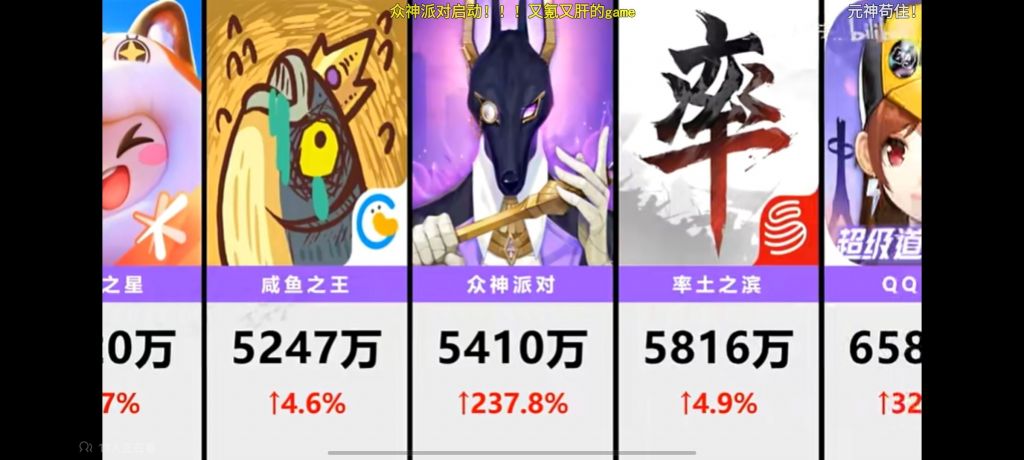 众神派对启动！！！又氪又肝的game
元神苟住！
bilibili
率
超级道
之星
咸鱼之王
众神派对
率土之滨
QQ
0万
5247万
5410万
5816万
658
7%
↑4.6%
↑237.8%
↑4.9%
↑32